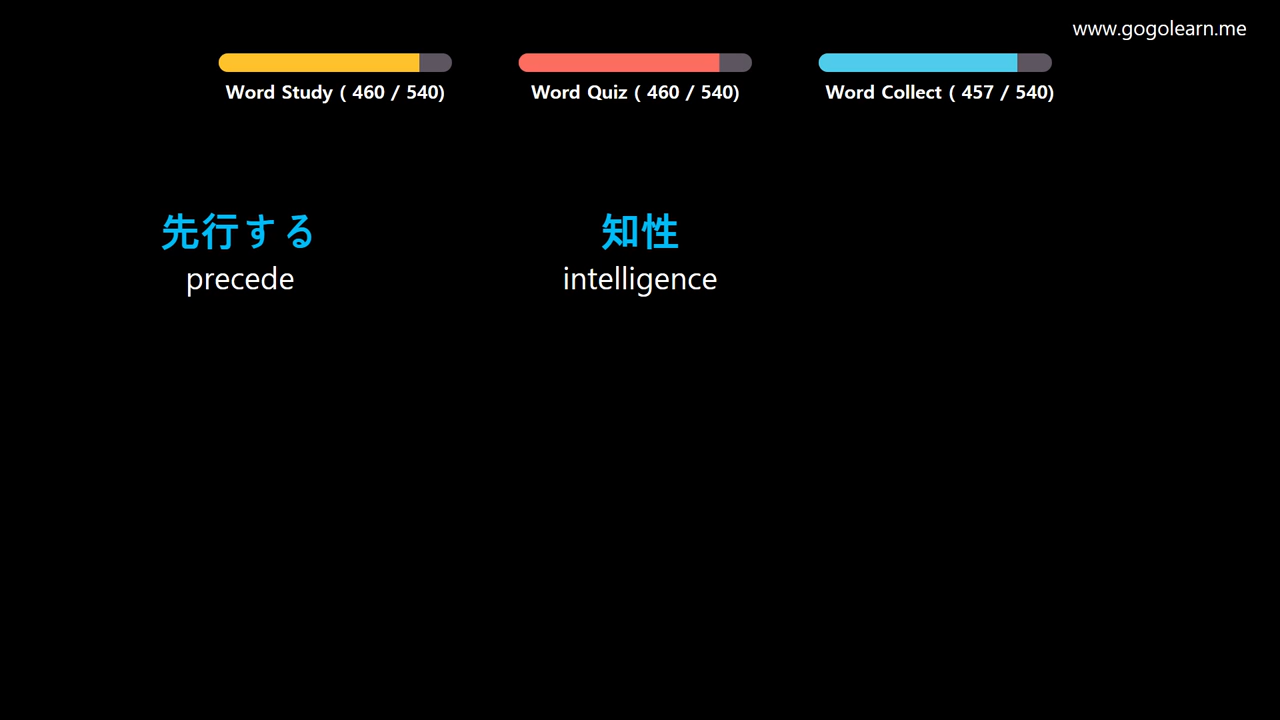 www.gogolearn.me
Word Study ( 460 / 540)
Word Quiz ( 460 / 540)
Word Collect ( 457 / 540)
先行する
precede
知性
intelligence